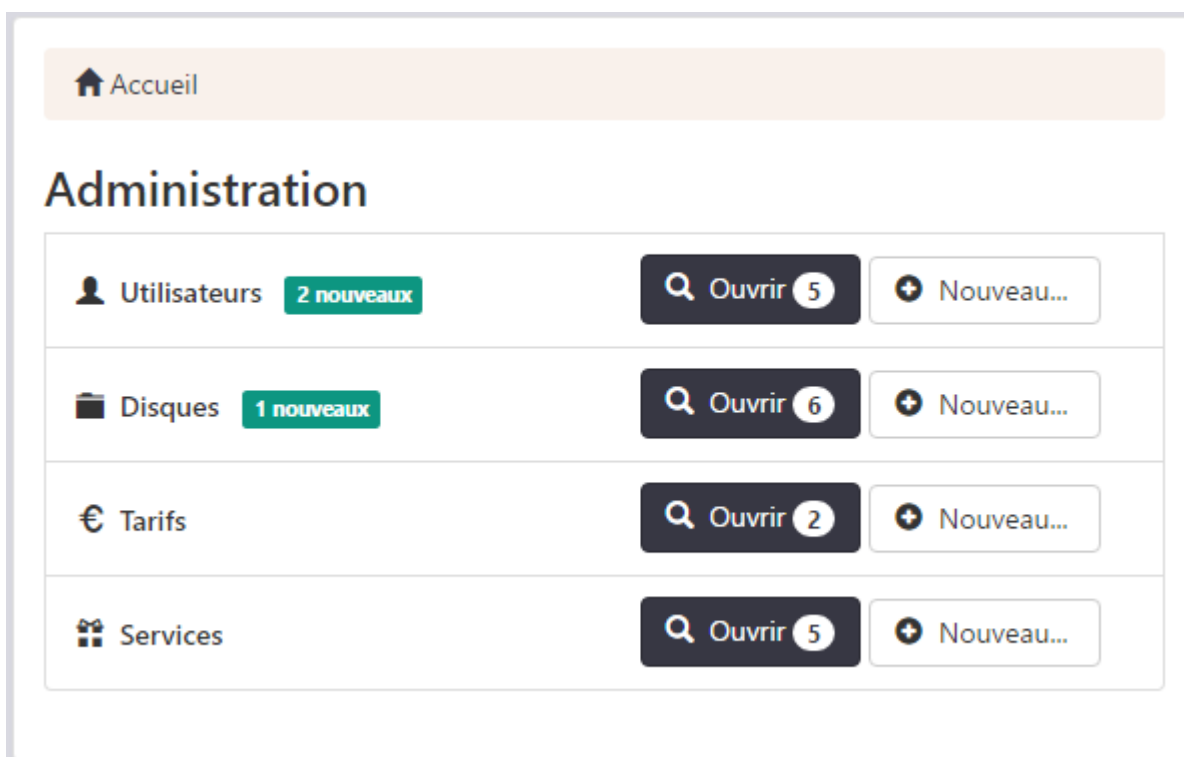 Accueil
Administration
Utilisateurs 2 nouveaux Ouvrir 5 Nouveau...
Disques 1 nouveaux Ouvrir 6 Nouveau...
€ Tarifs Ouvrir 2 Nouveau...
Services Ouvrir 5 Nouveau...